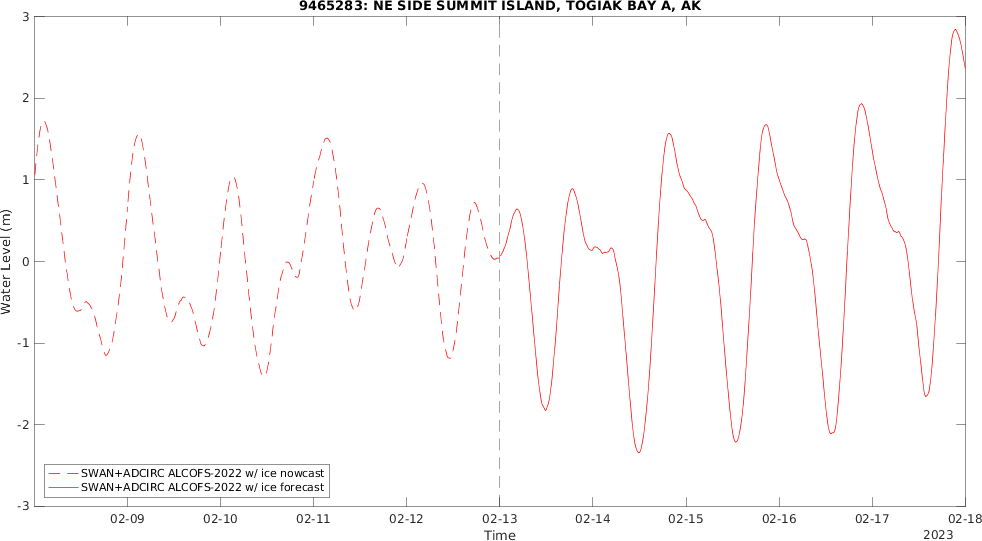 9465283: NE SIDE SUMMIT ISLAND, TOGIAK BAY A, AK
3
2
1
0
-1
-2
-3
Water Level (m)
SWAN+ADCIRC ALCOFS-2022 w/ ice nowcast
SWAN+ADCIRC ALCOFS-2022 w/ ice forecast
02-09 02-10 02-11 02-12 02-13 02-14 02-15 02-16 02-17 02-18
Time
2023